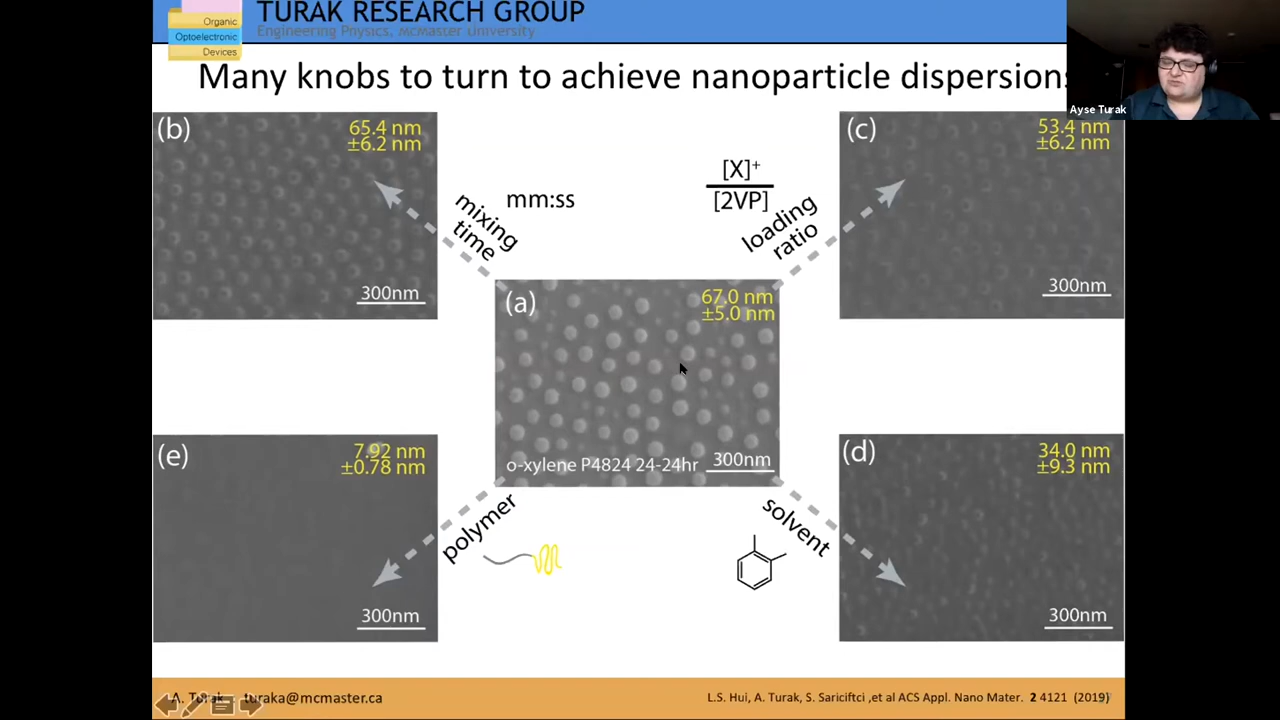 TURAK RESEARCH GROUP
Engineering Physics, McMaster University
Organic
Optoelectronic
Devices
Many knobs to turn to achieve nanoparticle dispersions
Ayse Turak
(b)
65.4 nm
±6.2 nm
300nm
mixing
time
mm:ss
[X]⁺
[2VP]
loading
ratio
(c)
53.4 nm
±6.2 nm
300nm
(a)
67.0 nm
±5.0 nm
o-xylene P4824 24-24hr
300nm
(e)
7.92 nm
±0.78 nm
300nm
polymer
solvent
(d)
34.0 nm
±9.3 nm
300nm
A. Turak
turaka@mcmaster.ca
L.S. Hui, A. Turak, S. Sariciftci ,et al ACS Appl. Nano Mater. 2 4121 (2019)